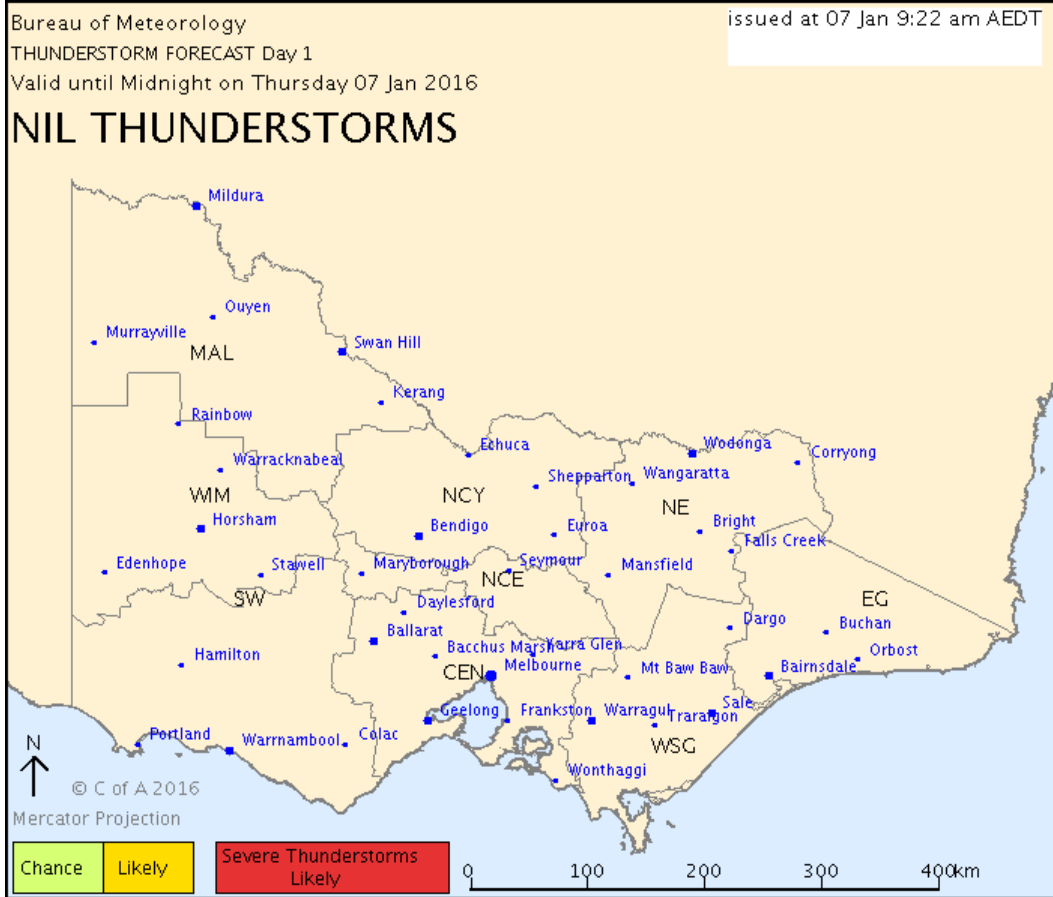 Bureau of Meteorology
issued at 07 Jan 9:22 am AEDT
THUNDERSTORM FORECAST Day 1
Valid until Midnight on Thursday 07 Jan 2016
NIL THUNDERSTORMS
Mildura
Ouyen
Murrayville
MAL
Swan Hill
Kerang
Rainbow
Echuca
Wodonga
Corryong
Warracknabeal
Shepparton
Wangaratta
WIM
NCY
NE
Horsham
Bendigo
Euroa
Bright
Falls Creek
Edenhope
Stawell
Maryborough
Seymour
Mansfield
NCE
SW
EG
Daylesford
Dargo
Buchan
Ballarat
Bacchus Marsh
Yarra Glen
Orbost
Hamilton
CEN
Melbourne
Mt Baw Baw
Bairnsdale
Geelong
Frankston
Warragul
Traralgon
Sale
Portland
Warrnambool
Colac
WSG
N
Wonthaggi
© C of A 2016
Mercator Projection
Chance
Likely
Severe Thunderstorms
Likely
0 100 200 300 400km